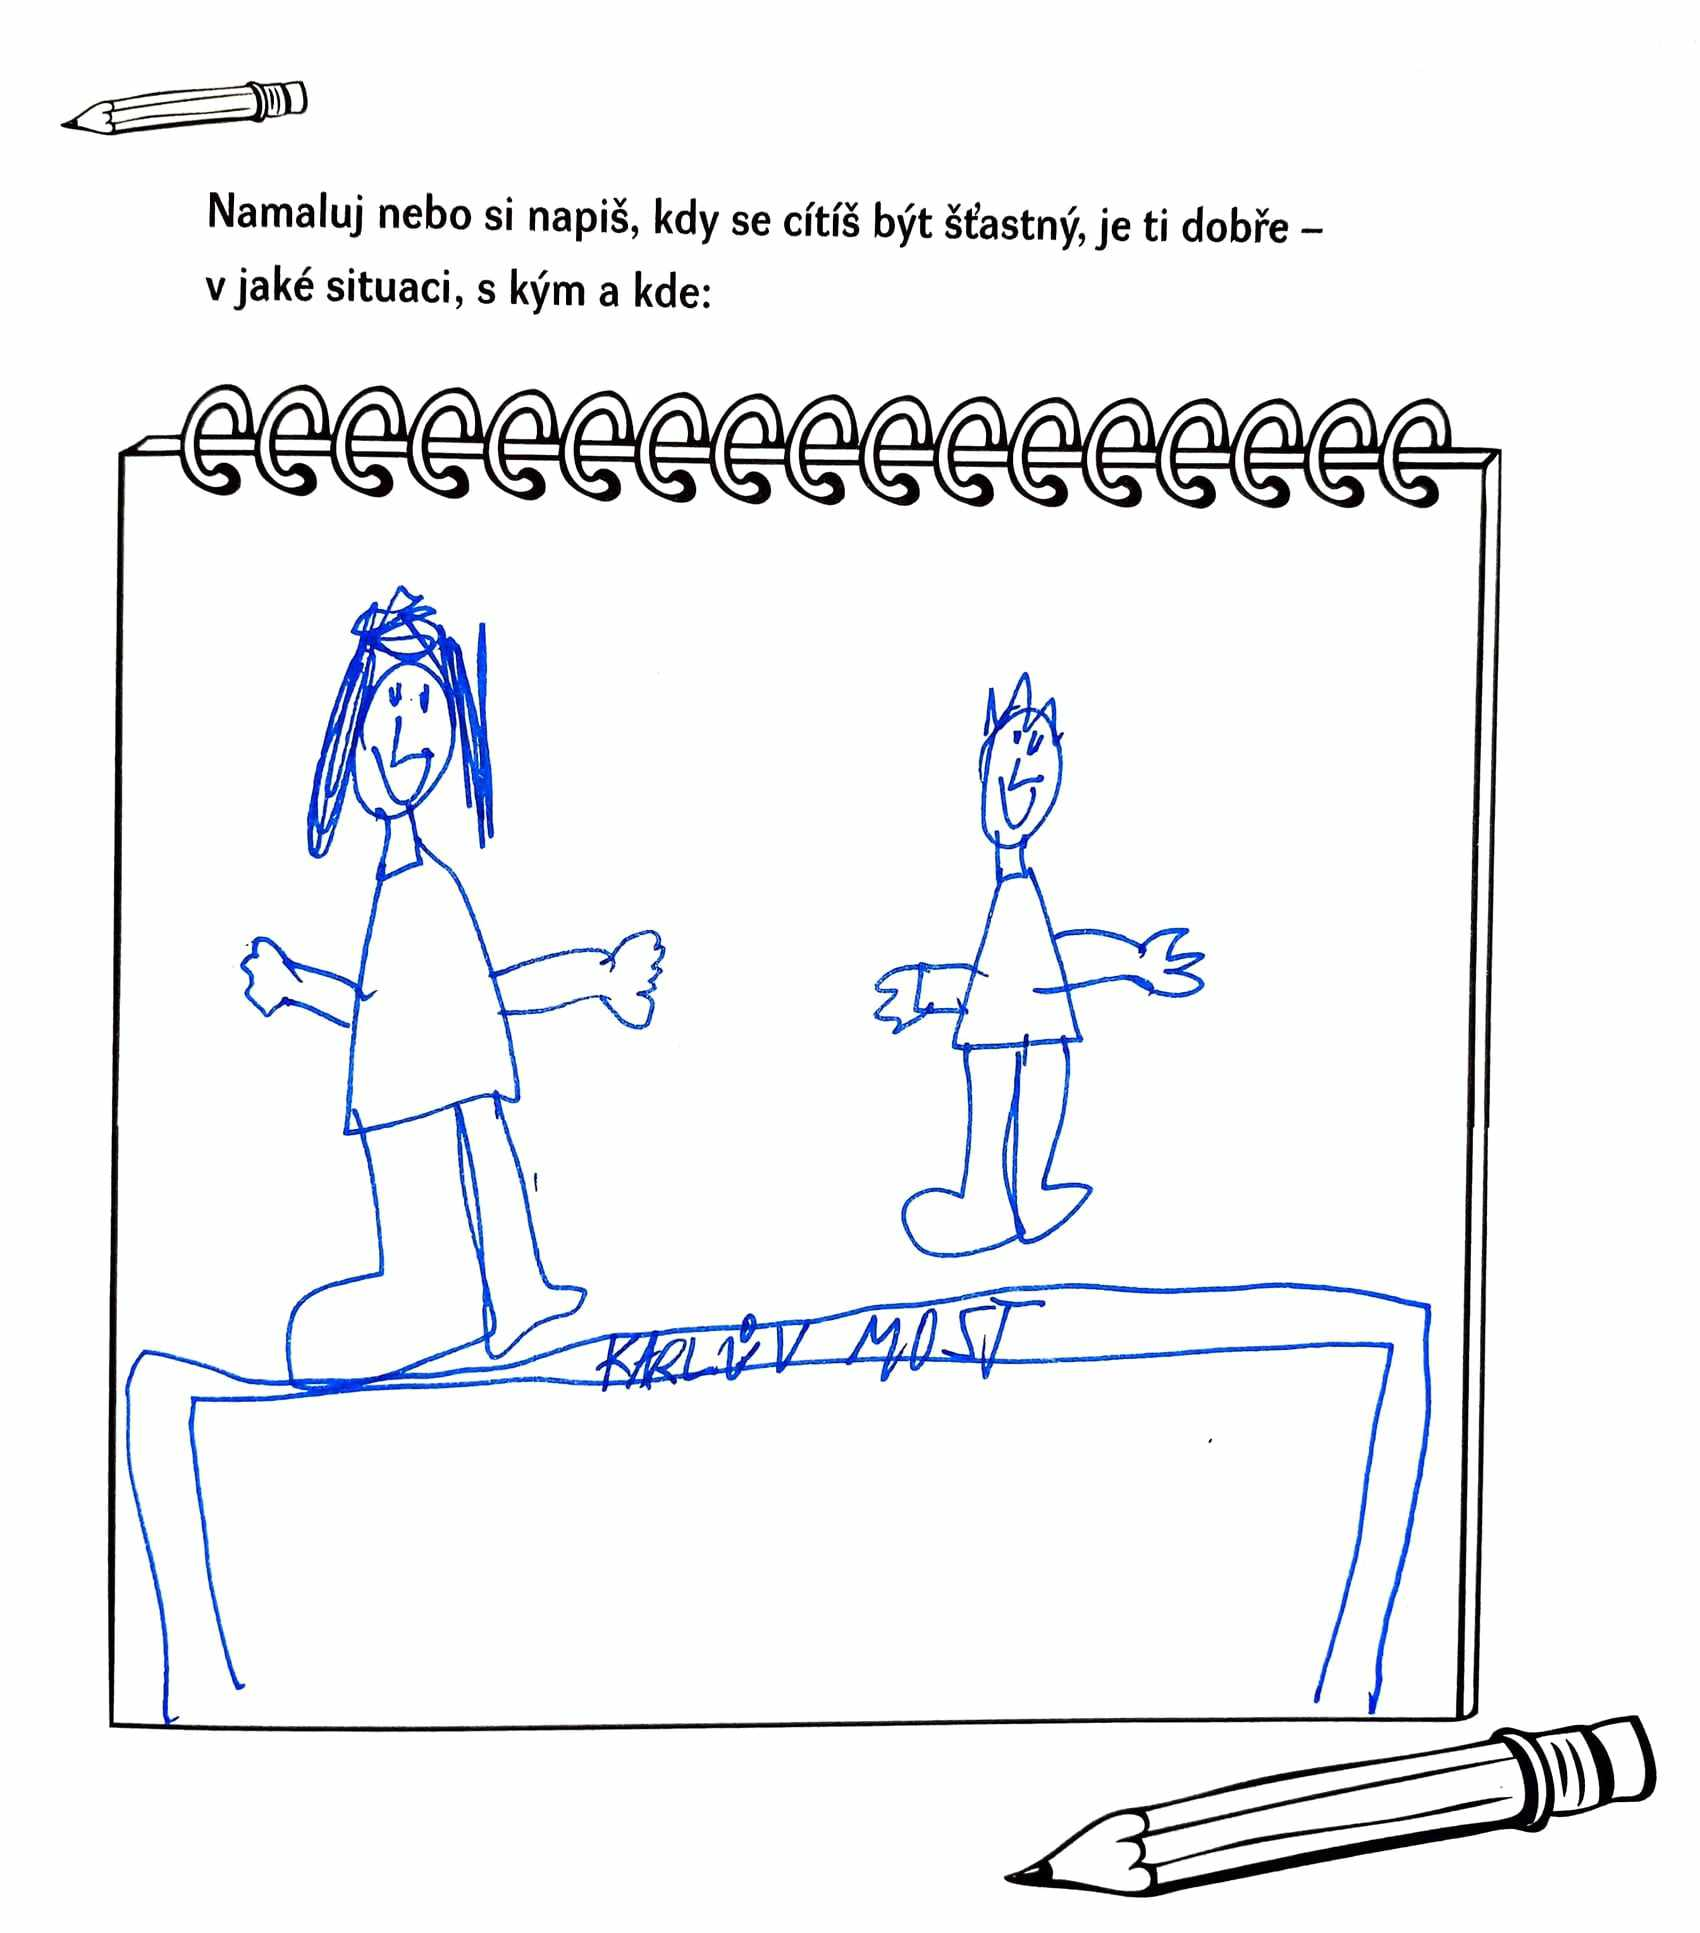 Namaluj nebo si napiš, kdy se cítíš být šťastný, je ti dobře –
v jaké situaci, s kým a kde:
KARLŮV MOST